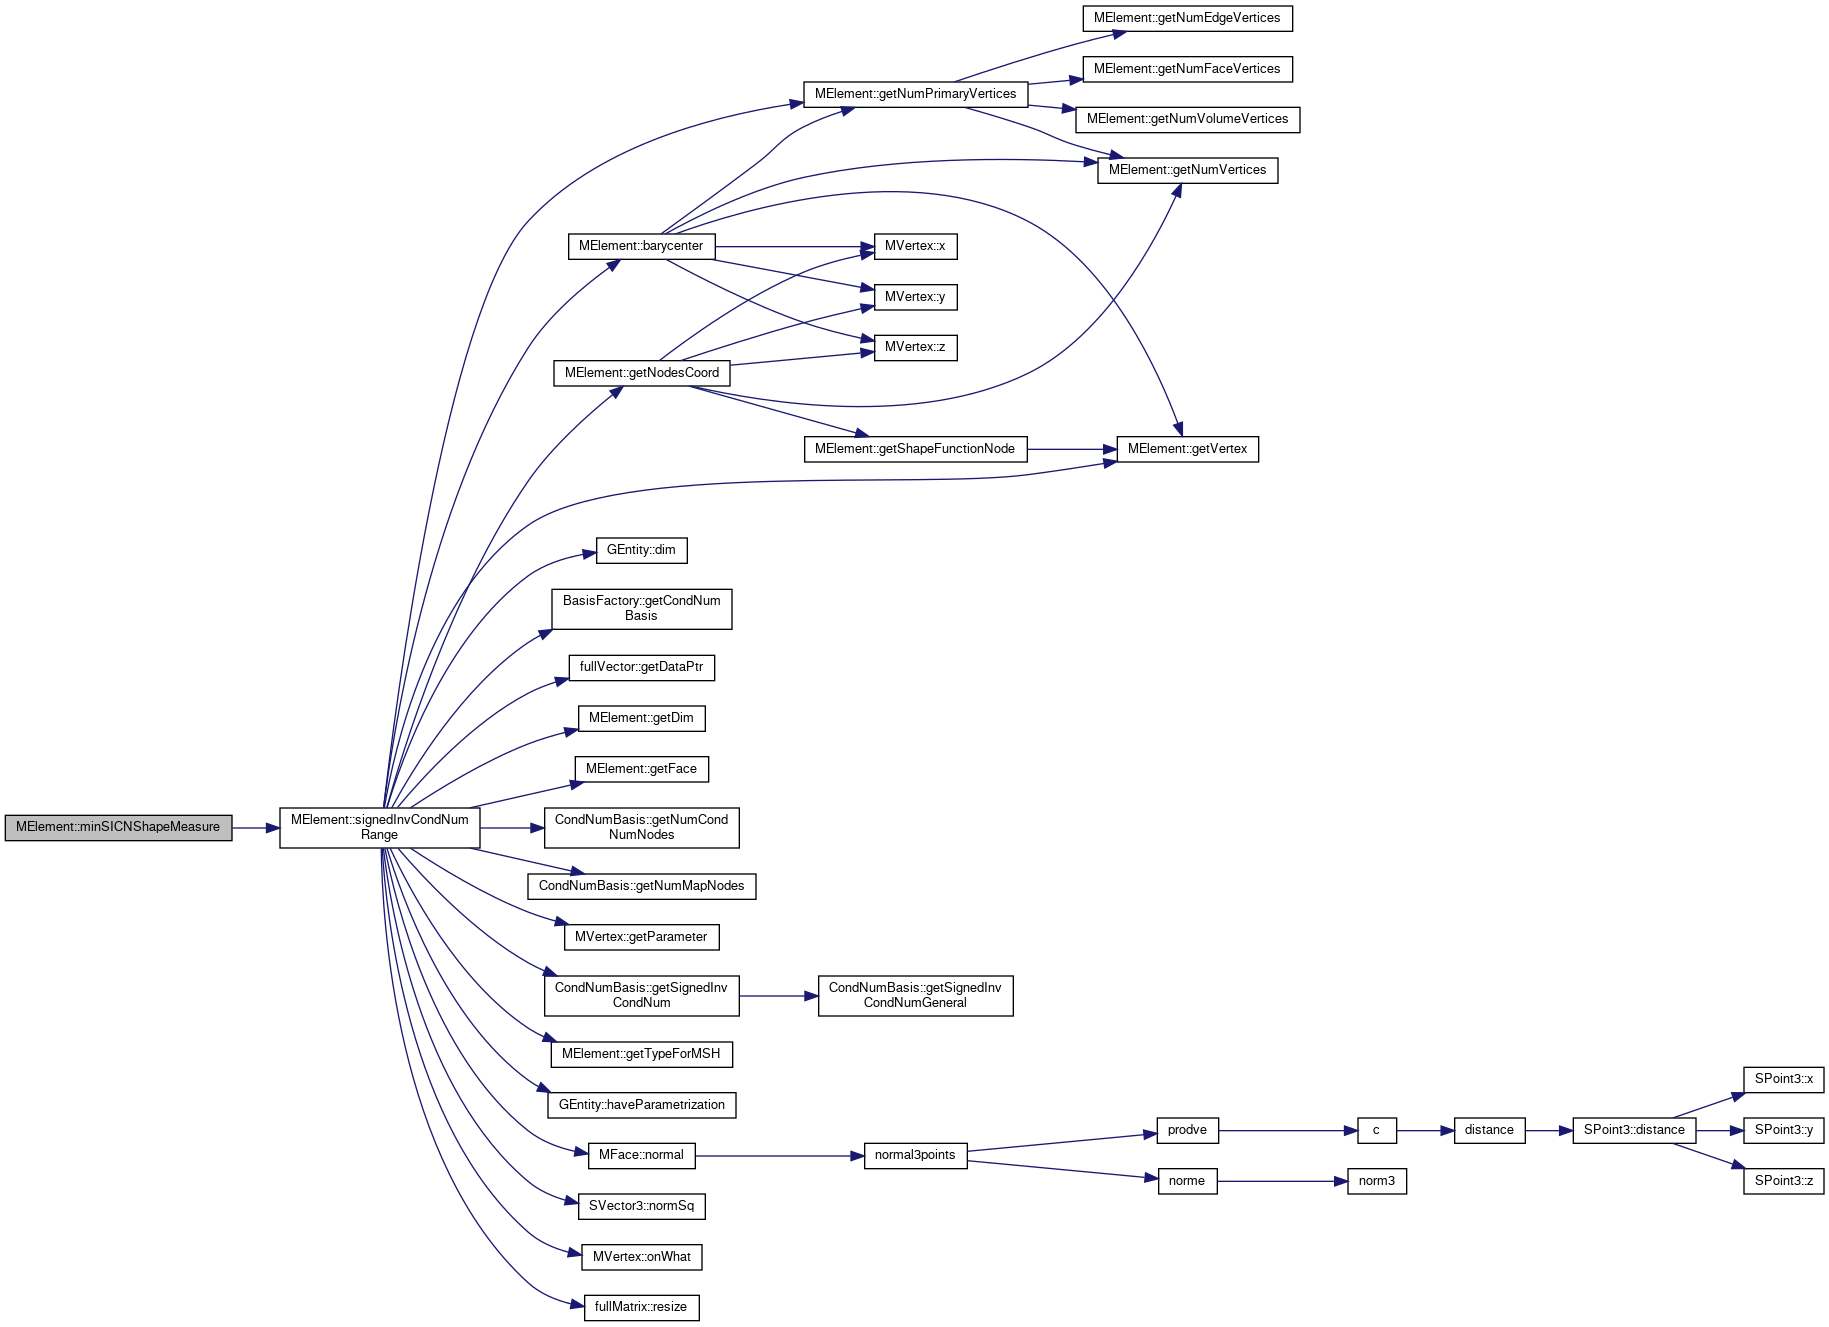 MElement::getNumEdgeVertices
MElement::getNumFaceVertices
MElement::getNumPrimaryVertices
MElement::getNumVolumeVertices
MElement::getNumVertices
MElement::barycenter
MVertex::x
MVertex::y
MVertex::z
MElement::getNodesCoord
MElement::getShapeFunctionNode
MElement::getVertex
GEntity::dim
BasisFactory::getCondNum
Basis
fullVector::getDataPtr
MElement::getDim
MElement::getFace
MElement::minSICNShapeMeasure
MElement::signedInvCondNum
Range
CondNumBasis::getNumCond
NumNodes
CondNumBasis::getNumMapNodes
MVertex::getParameter
CondNumBasis::getSignedInv
CondNum
CondNumBasis::getSignedInv
CondNumGeneral
MElement::getTypeForMSH
GEntity::haveParametrization
MFace::normal
normal3points
prodve
c
distance
SPoint3::distance
SPoint3::x
SPoint3::y
SPoint3::z
norme
norm3
SVector3::normSq
MVertex::onWhat
fullMatrix::resize